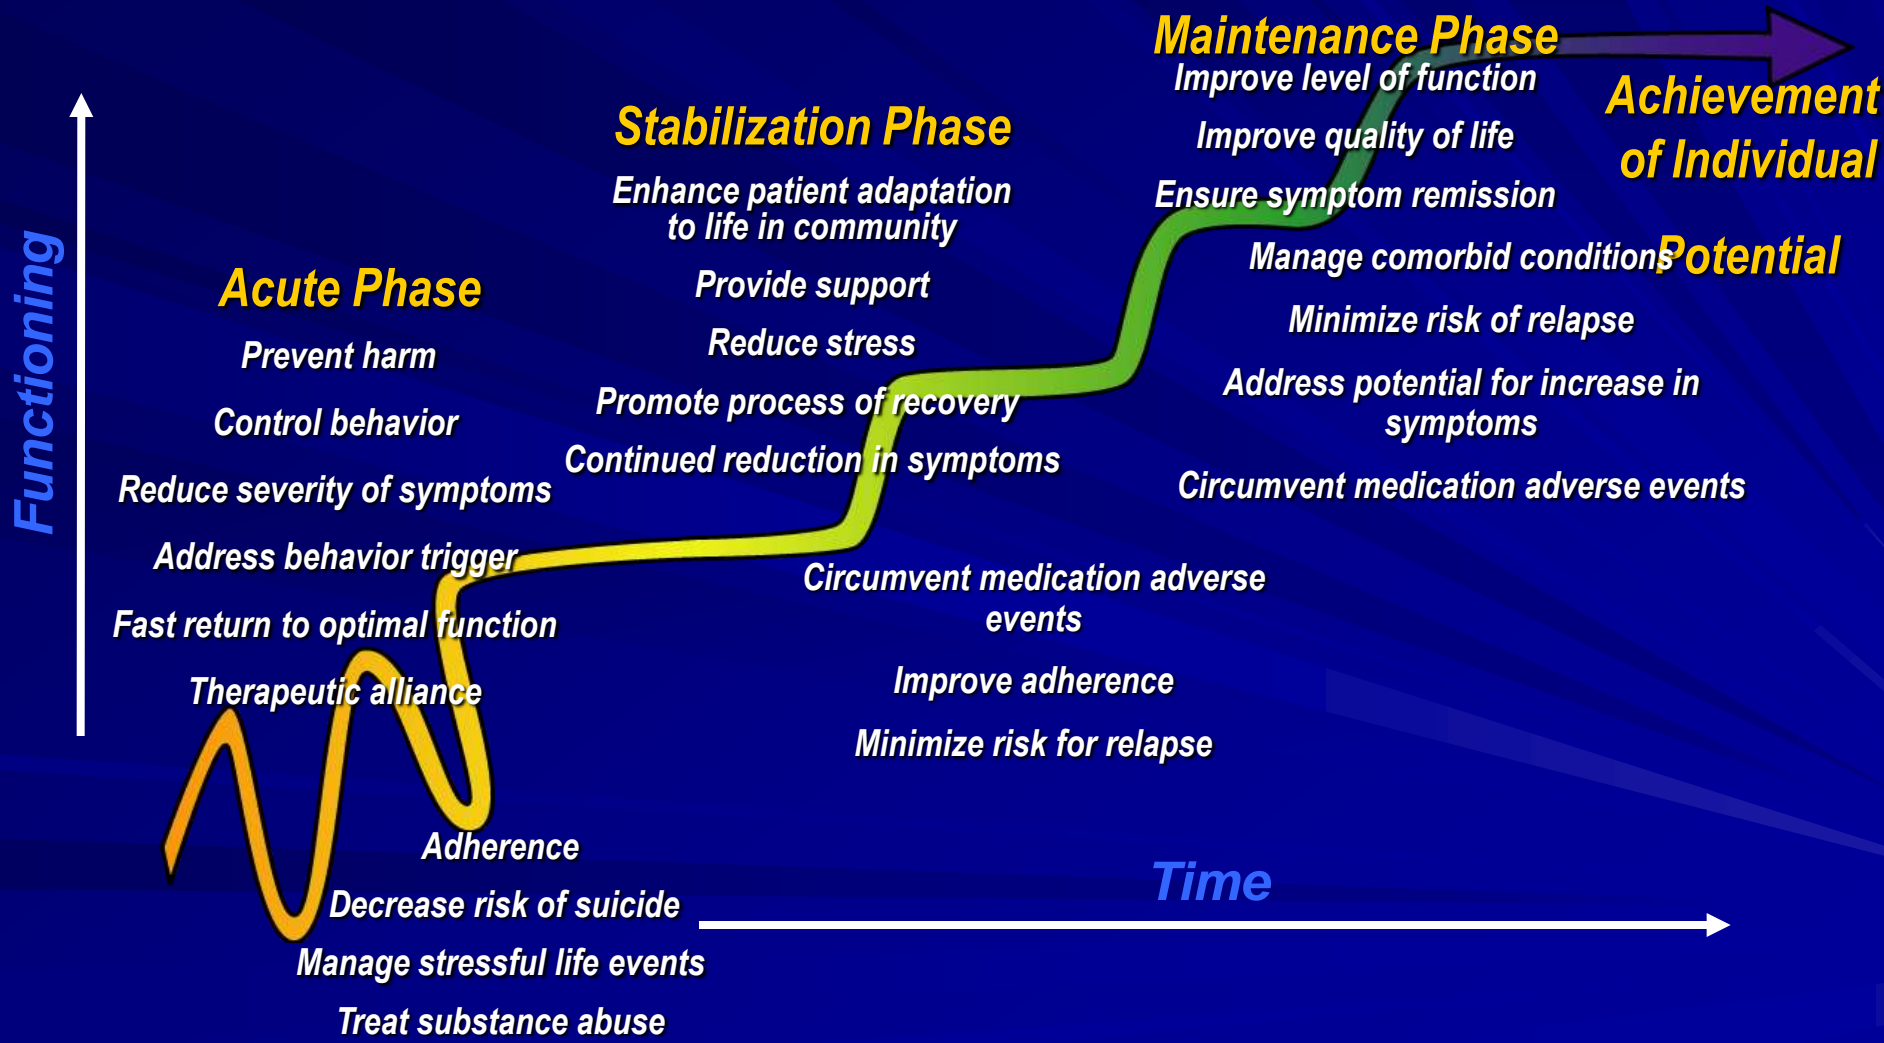 Functioning
Acute Phase
Prevent harm
Control behavior
Reduce severity of symptoms
Address behavior trigger
Fast return to optimal function
Therapeutic alliance
Adherence
Decrease risk of suicide
Manage stressful life events
Treat substance abuse
Stabilization Phase
Enhance patient adaptation
to life in community
Provide support
Reduce stress
Promote process of recovery
Continued reduction in symptoms
Circumvent medication adverse
events
Improve adherence
Minimize risk for relapse
Maintenance Phase
Improve level of function
Improve quality of life
Ensure symptom remission
Manage comorbid conditions
Minimize risk of relapse
Address potential for increase in
symptoms
Circumvent medication adverse events
Achievement
of Individual
Potential
Time